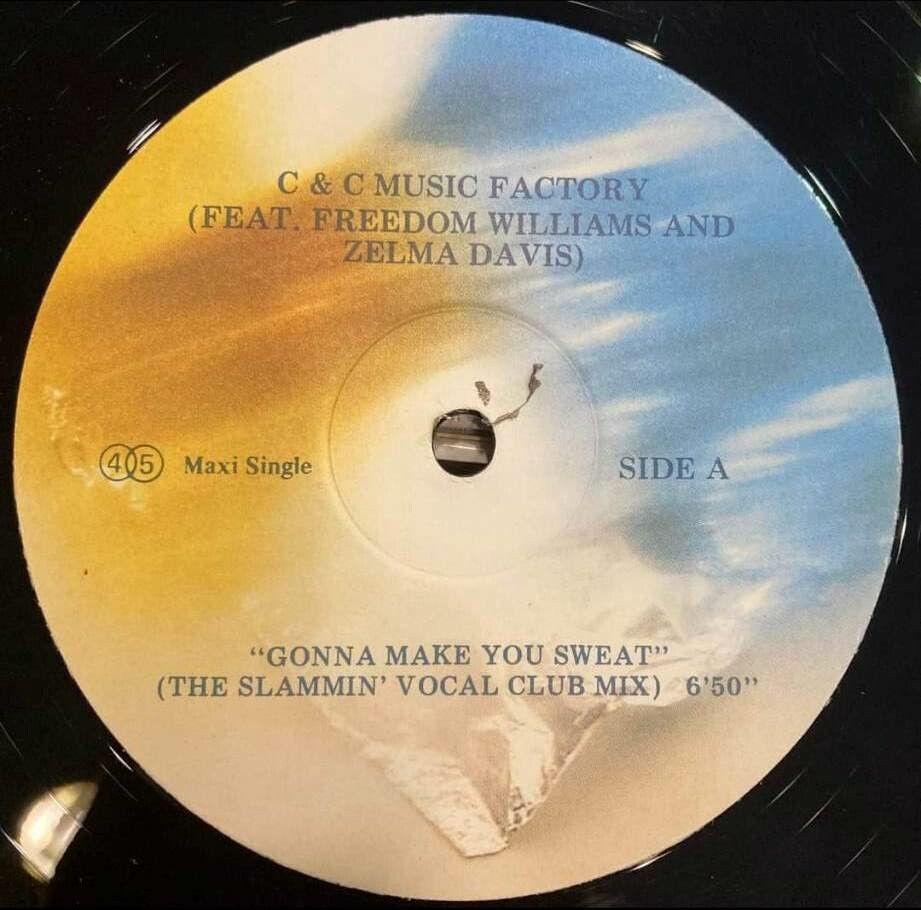 C & C MUSIC FACTORY
(FEAT. FREEDOM WILLIAMS AND
ZELMA DAVIS)
45 Maxi Single
SIDE A
“GONNA MAKE YOU SWEAT”
(THE SLAMMIN’ VOCAL CLUB MIX) 6’50”